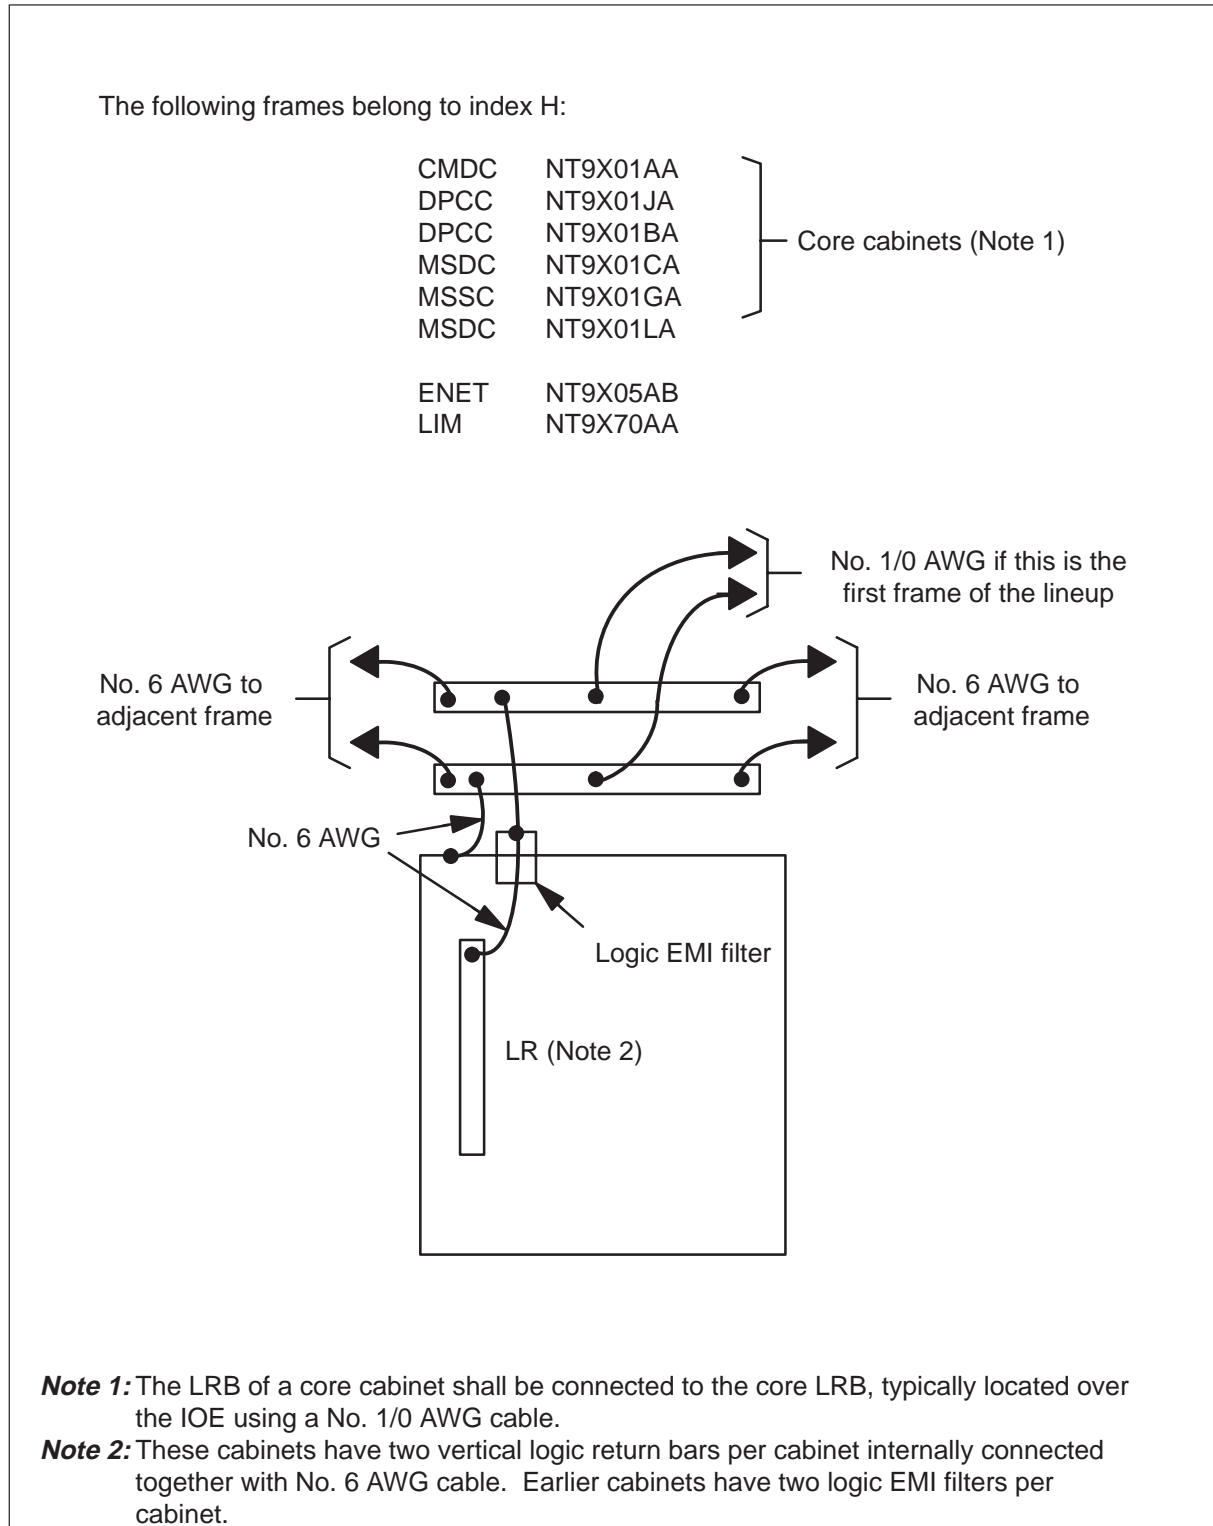 The following frames belong to index H:
CMDC NT9X01AA
DPCC NT9X01JA
DPCC NT9X01BA
MSDC NT9X01CA
MSSC NT9X01GA
MSDC NT9X01LA
Core cabinets (Note 1)
ENET NT9X05AB
LIM NT9X70AA
No. 1/0 AWG if this is the
first frame of the lineup
No. 6 AWG to
adjacent frame
No. 6 AWG to
adjacent frame
No. 6 AWG
Logic EMI filter
LR (Note 2)
Note 1: The LRB of a core cabinet shall be connected to the core LRB, typically located over
the IOE using a No. 1/0 AWG cable.
Note 2: These cabinets have two vertical logic return bars per cabinet internally connected
together with No. 6 AWG cable. Earlier cabinets have two logic EMI filters per
cabinet.